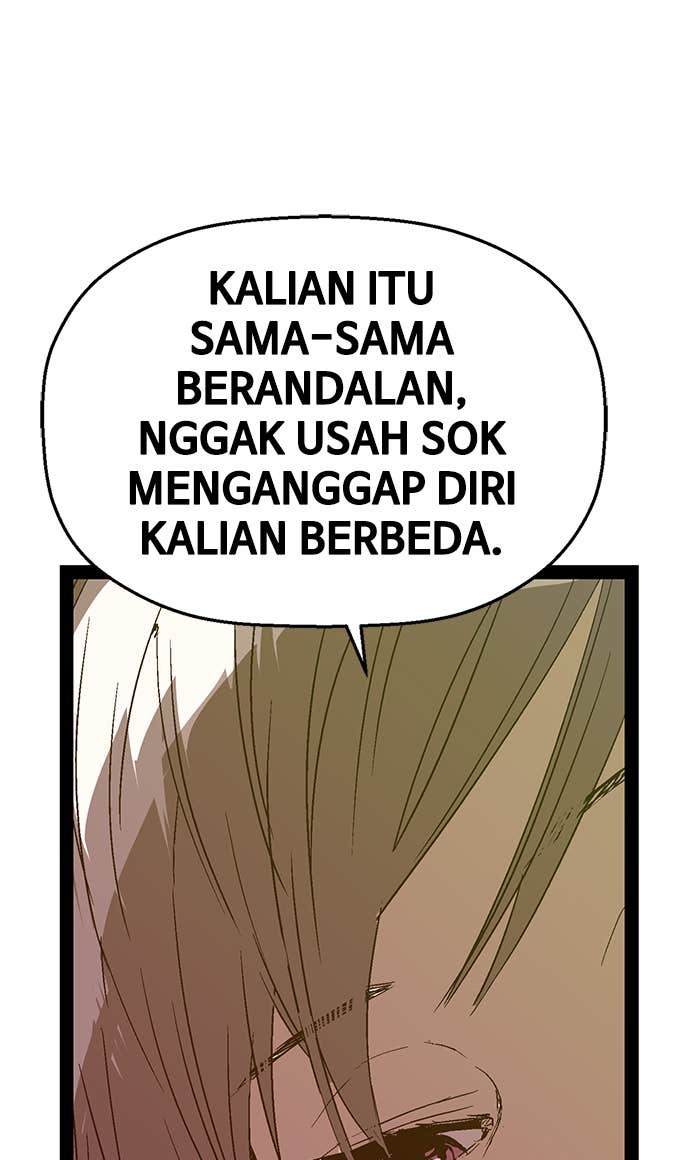 KALIAN ITU
SAMA-SAMA
BERANDALAN,
NGGAK USAH SOK
MENGANGGAP DIRI
KALIAN BERBEDA.